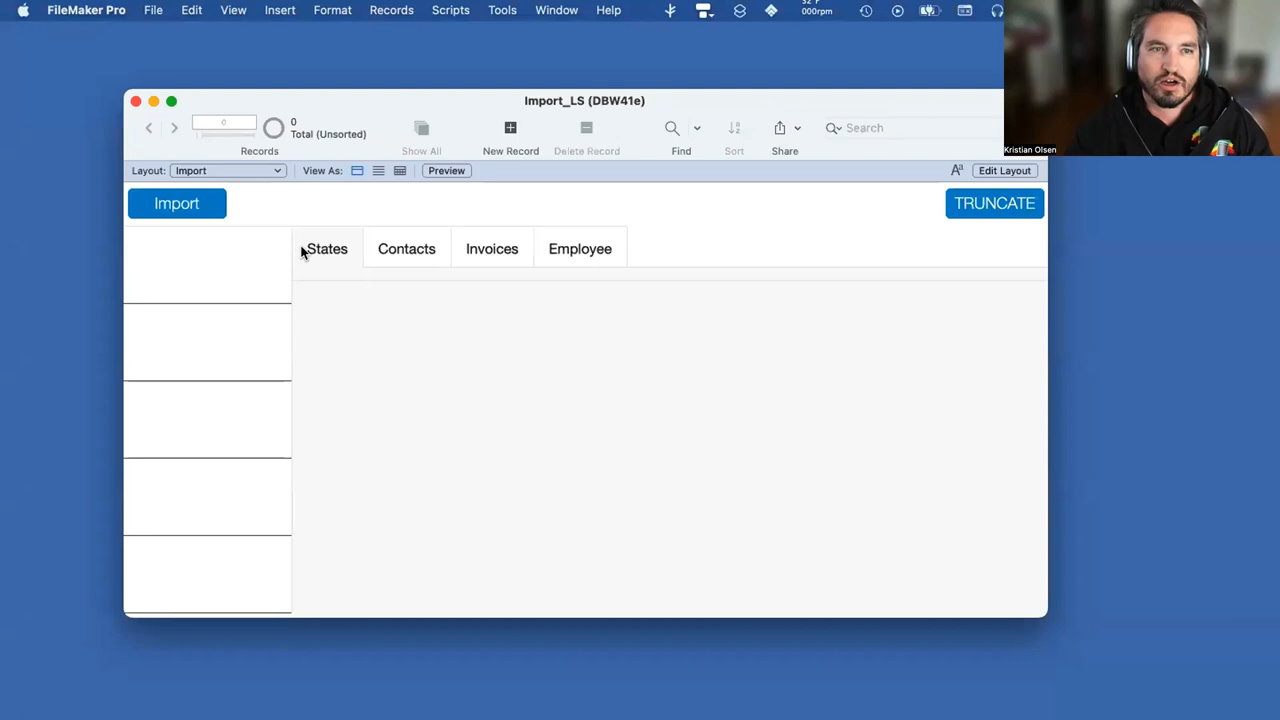 FileMaker Pro File Edit View Insert Format Records Scripts Tools Window Help
000rpm
Kristian Olsen
Import_LS (DBW41e)
0
0
Total (Unsorted)
Records
Show All
New Record
Delete Record
Find
Sort
Share
Search
Layout: Import View As: Preview Edit Layout
Import
TRUNCATE
States Contacts Invoices Employee